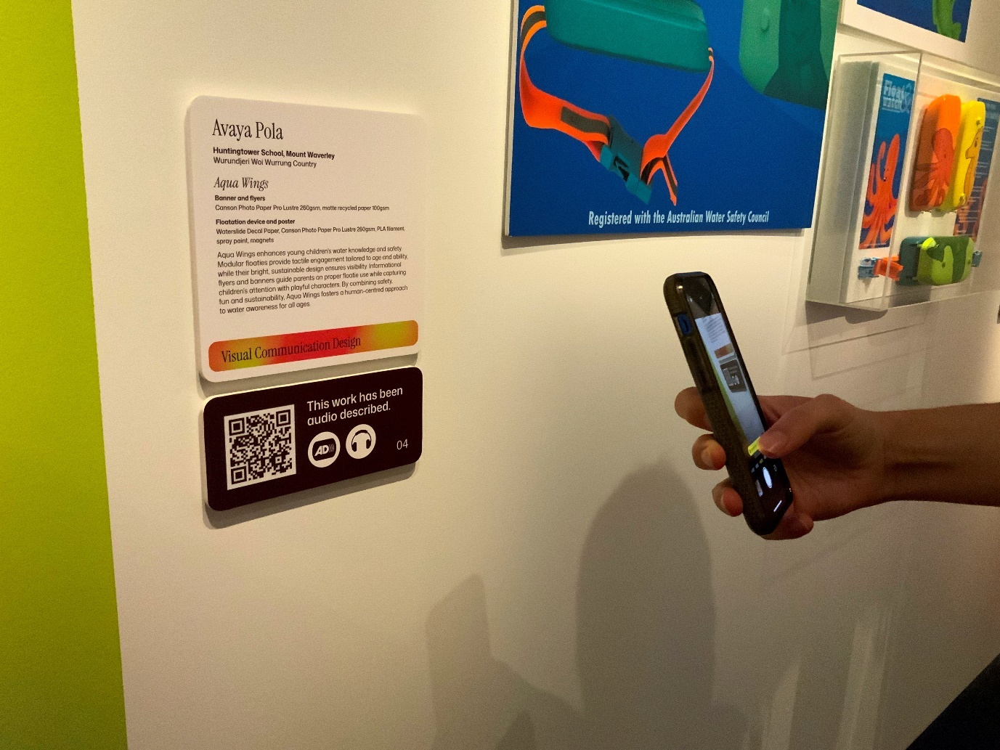 Avaya Pola
Huntingtower School, Mount Waverley
Wurundjeri Woi Wurrung Country
Aqua Wings
Banner and flyers
Canson Photo Paper Pro Lustre 260gsm, matte recycled paper 100gsm
Floatation device and poster
Waterslide Decal Paper, Canson Photo Paper Pro Lustre 260gsm, PLA filament,
spray paint, magnets
Aqua Wings enhances young children's water knowledge and safety.
Modular floaties provide tactile engagement tailored to age and ability,
while their bright, sustainable design ensures visibility. Informational
flyers and banners guide parents on proper floatie use while capturing
children's attention with playful characters. By combining safety,
fun and sustainability, Aqua Wings fosters a human-centred approach
to water awareness for all ages.
Visual Communication Design
This work has been
audio described.
AD
04
Registered with the Australian Water Safety Council
Float